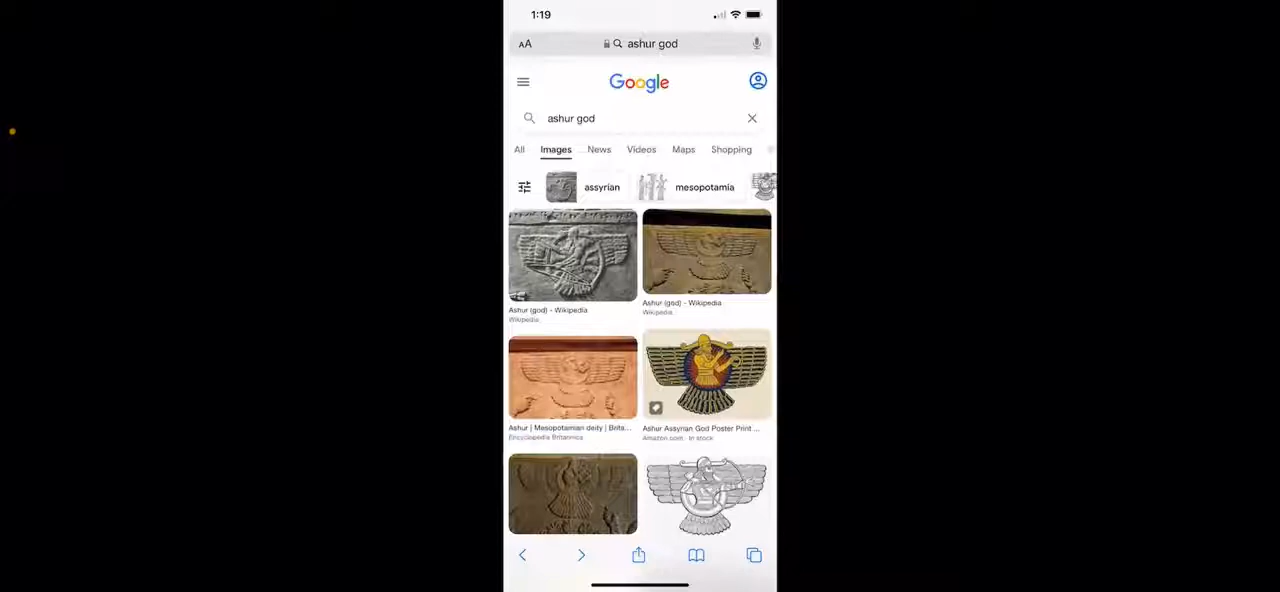 1:19
AA ashur god
Google
ashur god
All Images News Videos Maps Shopping
assyrian mesopotamia
Ashur (god) - Wikipedia
Wikipedia
Ashur (god) - Wikipedia
Wikipedia
Ashur | Mesopotamian deity | Brita...
Encyclopedia Britannica
Ashur Assyrian God Poster Print ...
Amazon.com · In stock